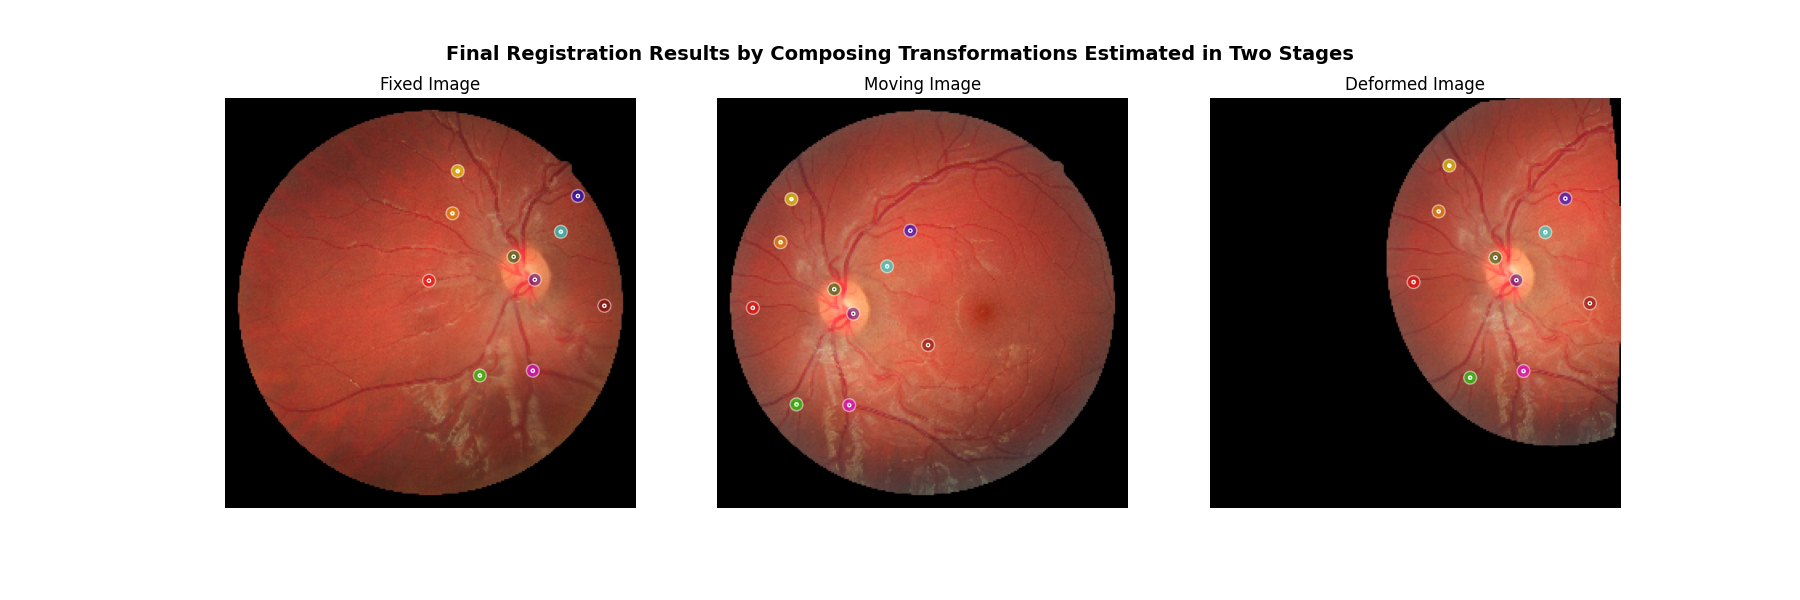 Final Registration Results by Composing Transformations Estimated in Two Stages
Fixed Image
Moving Image
Deformed Image